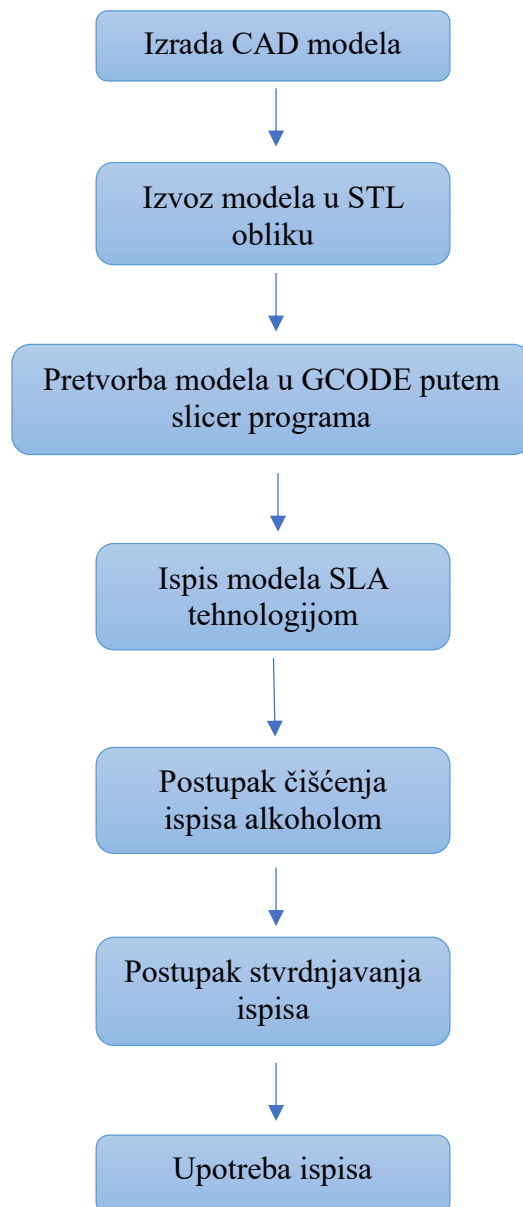 Izrada CAD modela
Izvoz modela u STL
obliku
Pretvorba modela u GCODE putem
slicer programa
Ispis modela SLA
tehnologijom
Postupak čišćenja
ispisa alkoholom
Postupak stvrdnjavanja
ispisa
Upotreba ispisa